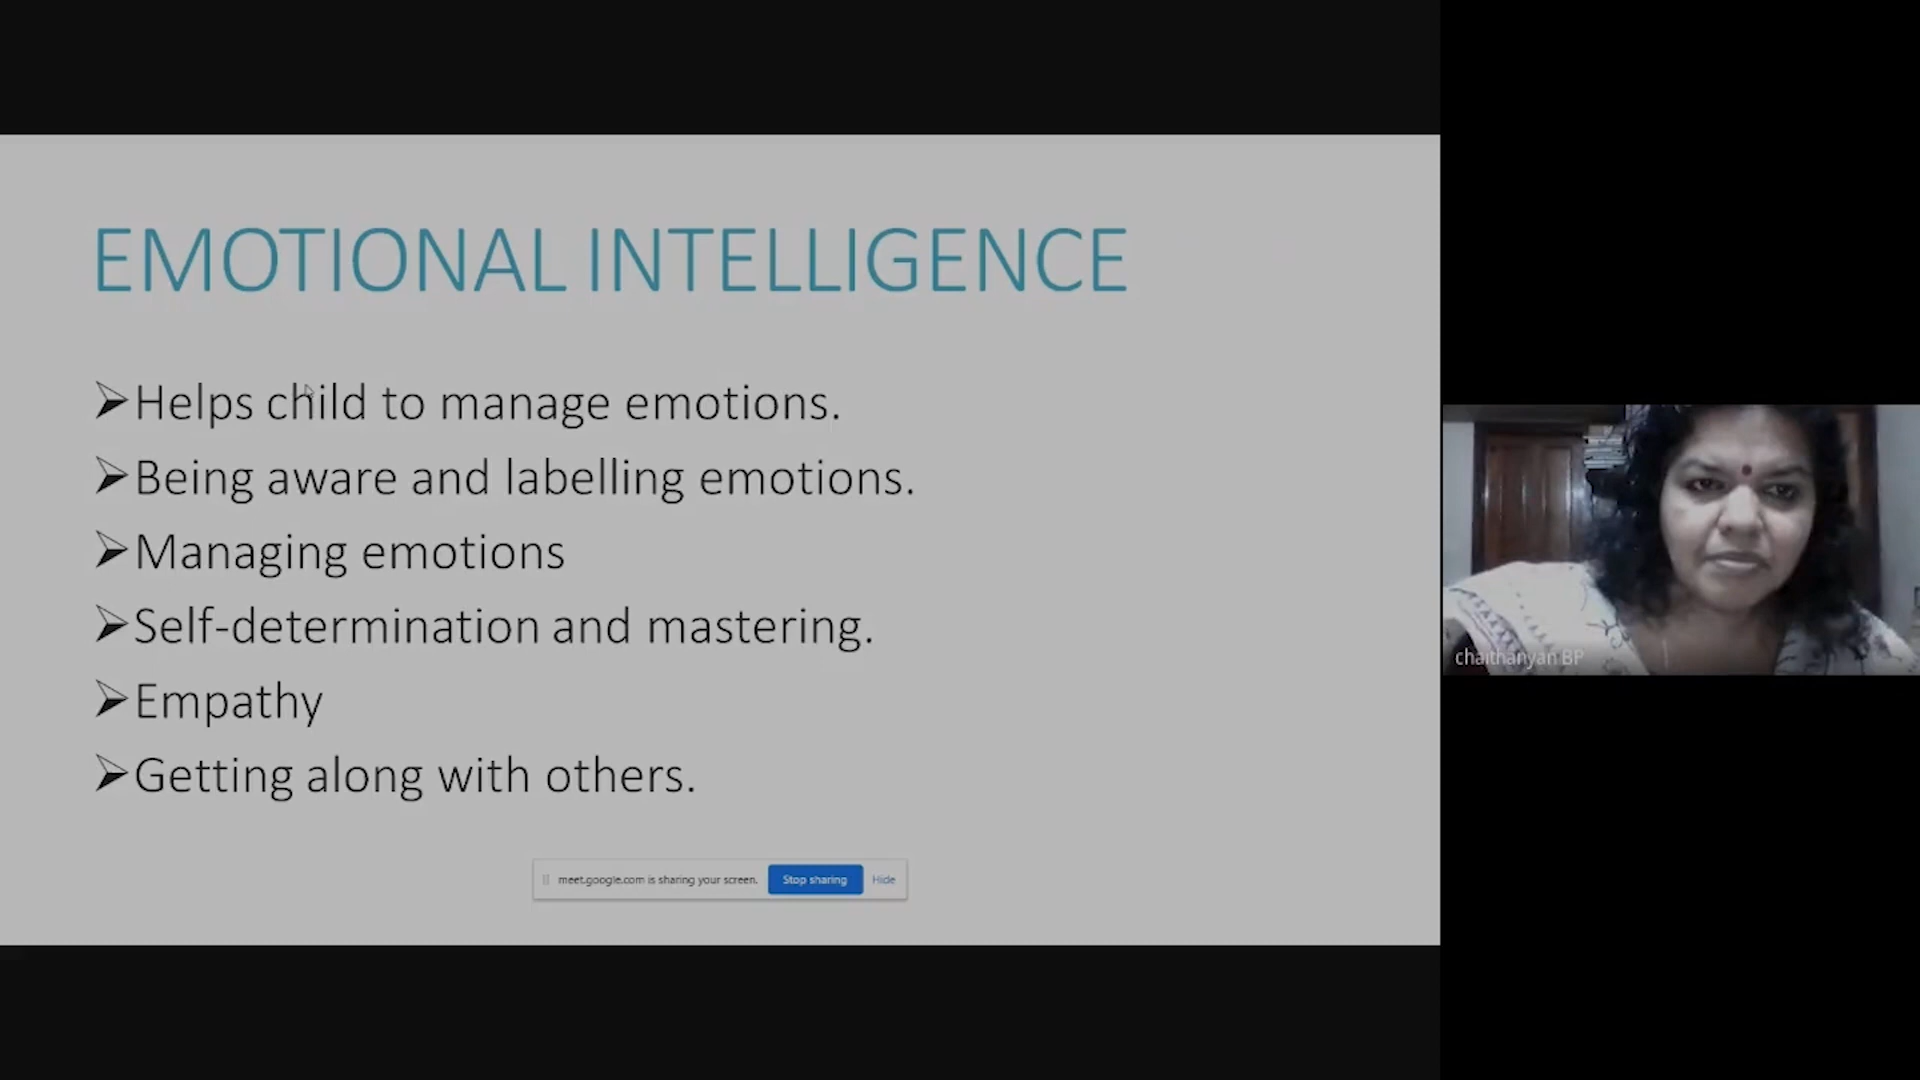 EMOTIONAL INTELLIGENCE
➢Helps child to manage emotions.
➢Being aware and labelling emotions.
➢Managing emotions
➢Self-determination and mastering.
➢Empathy
➢Getting along with others.
meet.google.com is sharing your screen. Stop sharing Hide
chaithanyan BP